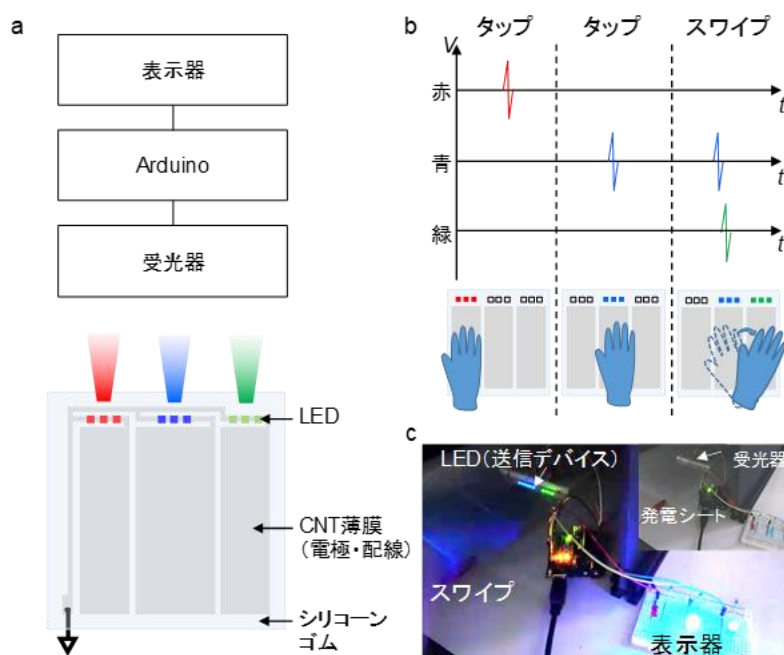 a
表示器
Arduino
受光器
LED
CNT薄膜
(電極・配線)
シリコーン
ゴム
b
タップ
タップ
スワイプ
V
赤
t
青
t
緑
t
c
LED(送信デバイス)
受光器
発電シート
スワイプ
表示器